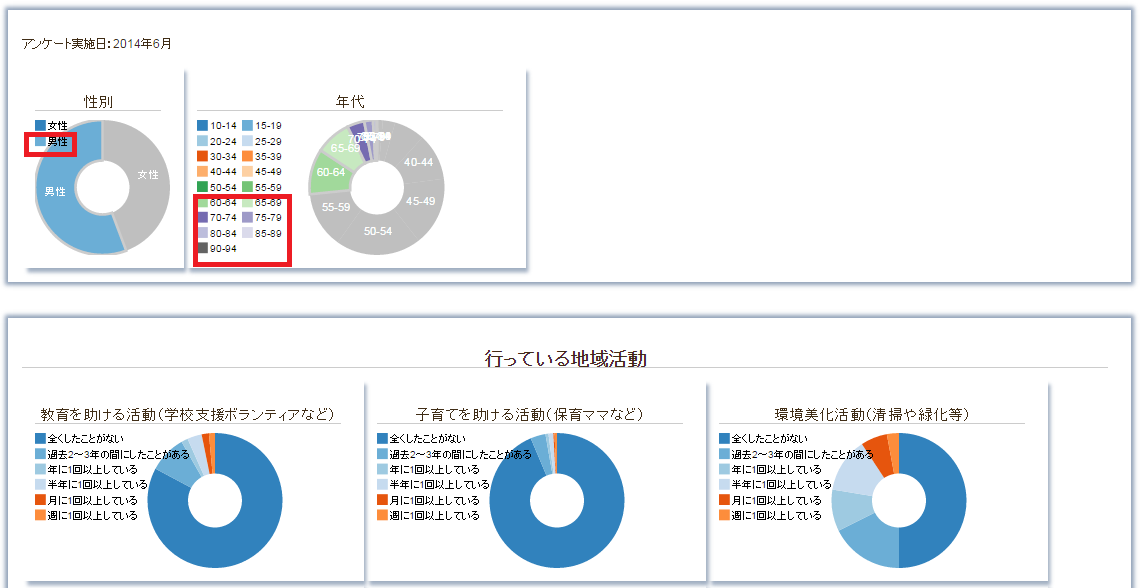 アンケート実施日：2014年6月
性別
女性
男性
男性
女性
年代
10-14 15-19
20-24 25-29
30-34 35-39
40-44 45-49
50-54 55-59
60-64 65-69
70-74 75-79
80-84 85-89
90-94
65-69
40-44
60-64
45-49
55-59
50-54
行っている地域活動
教育を助ける活動（学校支援ボランティアなど）
全くしたことがない
過去2～3年の間にしたことがある
年に1回以上している
半年に1回以上している
月に1回以上している
週に1回以上している
子育てを助ける活動（保育ママなど）
全くしたことがない
過去2～3年の間にしたことがある
年に1回以上している
半年に1回以上している
月に1回以上している
週に1回以上している
環境美化活動（清掃や緑化等）
全くしたことがない
過去2～3年の間にしたことがある
年に1回以上している
半年に1回以上している
月に1回以上している
週に1回以上している